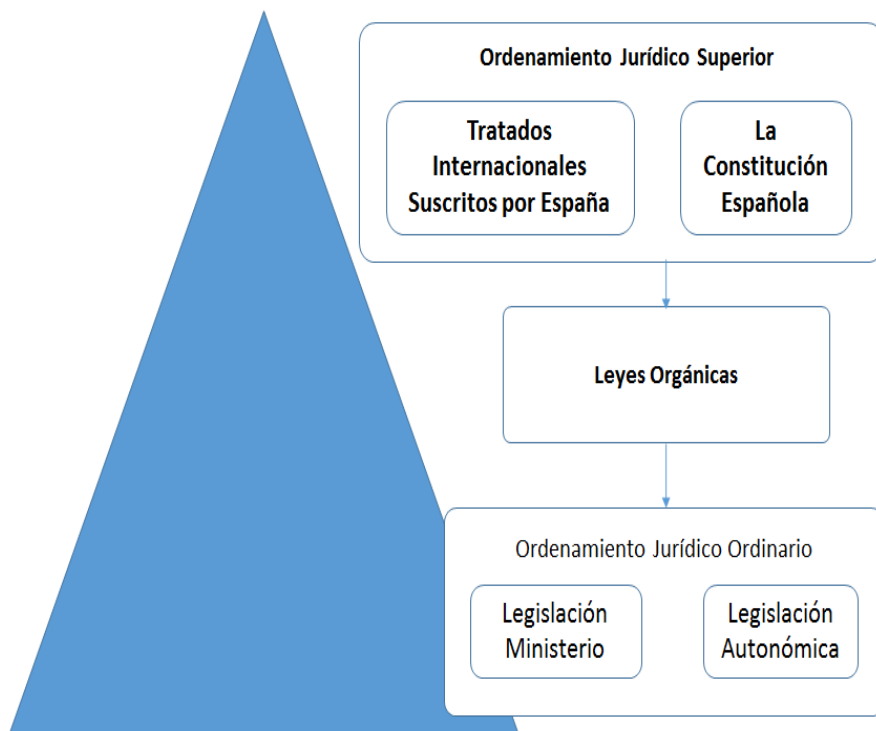 Ordenamiento Jurídico Superior
Tratados
Internacionales
Suscritos por España
La
Constitución
Española
Leyes Orgánicas
Ordenamiento Jurídico Ordinario
Legislación
Ministerio
Legislación
Autonómica